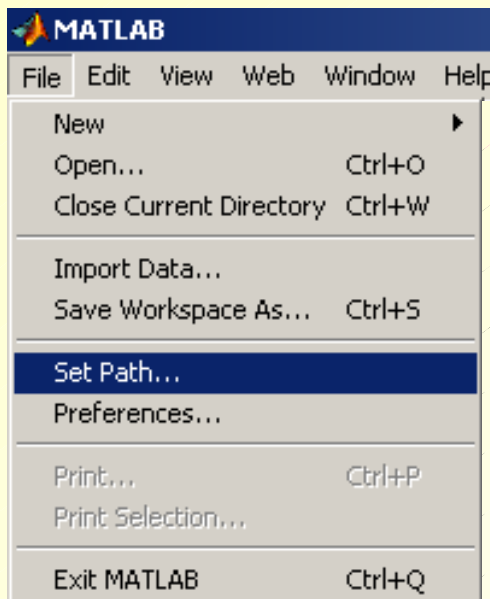 MATLAB
File Edit View Web Window Help
New
Open... Ctrl+O
Close Current Directory Ctrl+W
Import Data...
Save Workspace As... Ctrl+S
Set Path...
Preferences...
Print... Ctrl+P
Print Selection...
Exit MATLAB Ctrl+Q